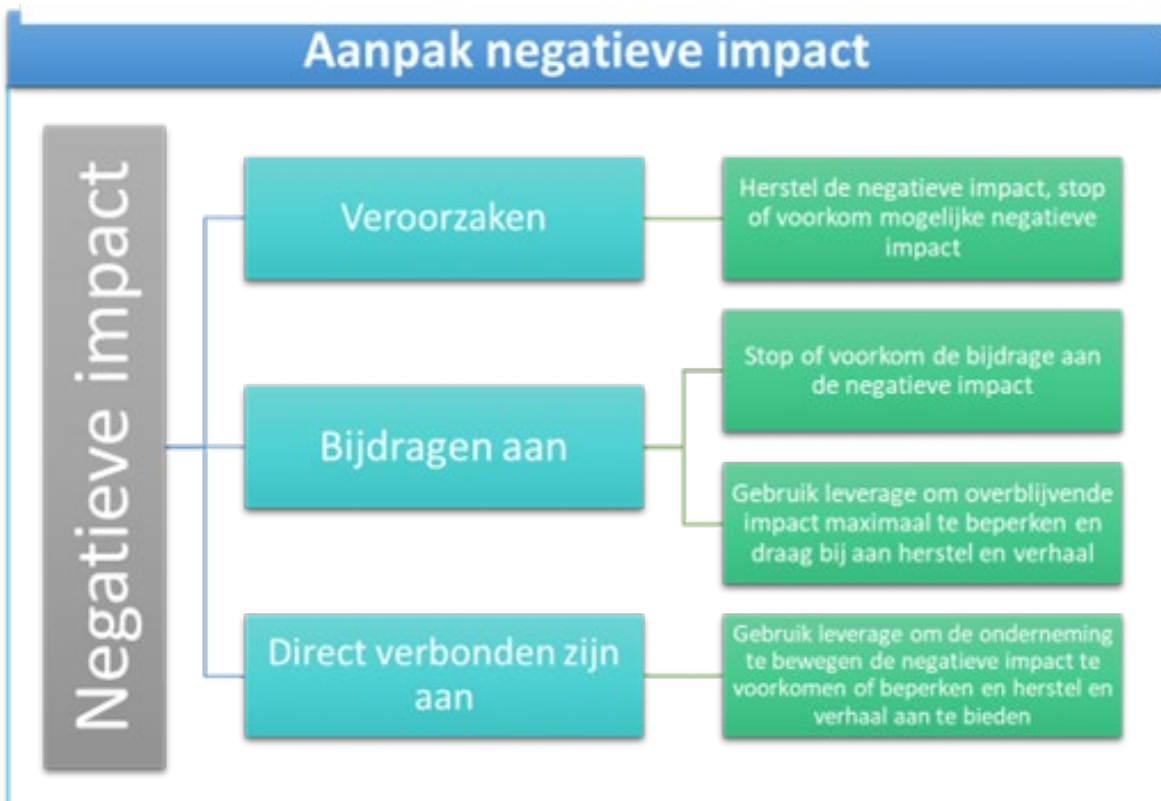 Aanpak negatieve impact
Negatieve impact
Veroorzaken
Herstel de negatieve impact, stop
of voorkom mogelijke negatieve
impact
Bijdragen aan
Stop of voorkom de bijdrage aan
de negatieve impact
Gebruik leverage om overblijvende
impact maximaal te beperken en
draag bij aan herstel en verhaal
Direct verbonden zijn
aan
Gebruik leverage om de onderneming
te bewegen de negatieve impact te
voorkomen of beperken en herstel en
verhaal aan te bieden